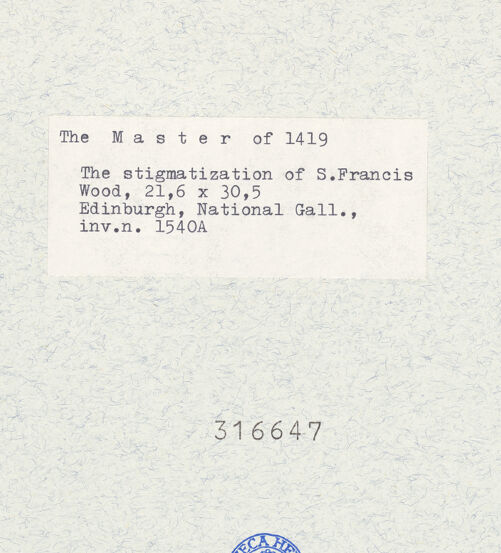 The M a s t e r of 1419
The stigmatization of S.Francis
Wood, 21,6 x 30,5
Edinburgh, National Gall.,
inv.n. 1540A
316647